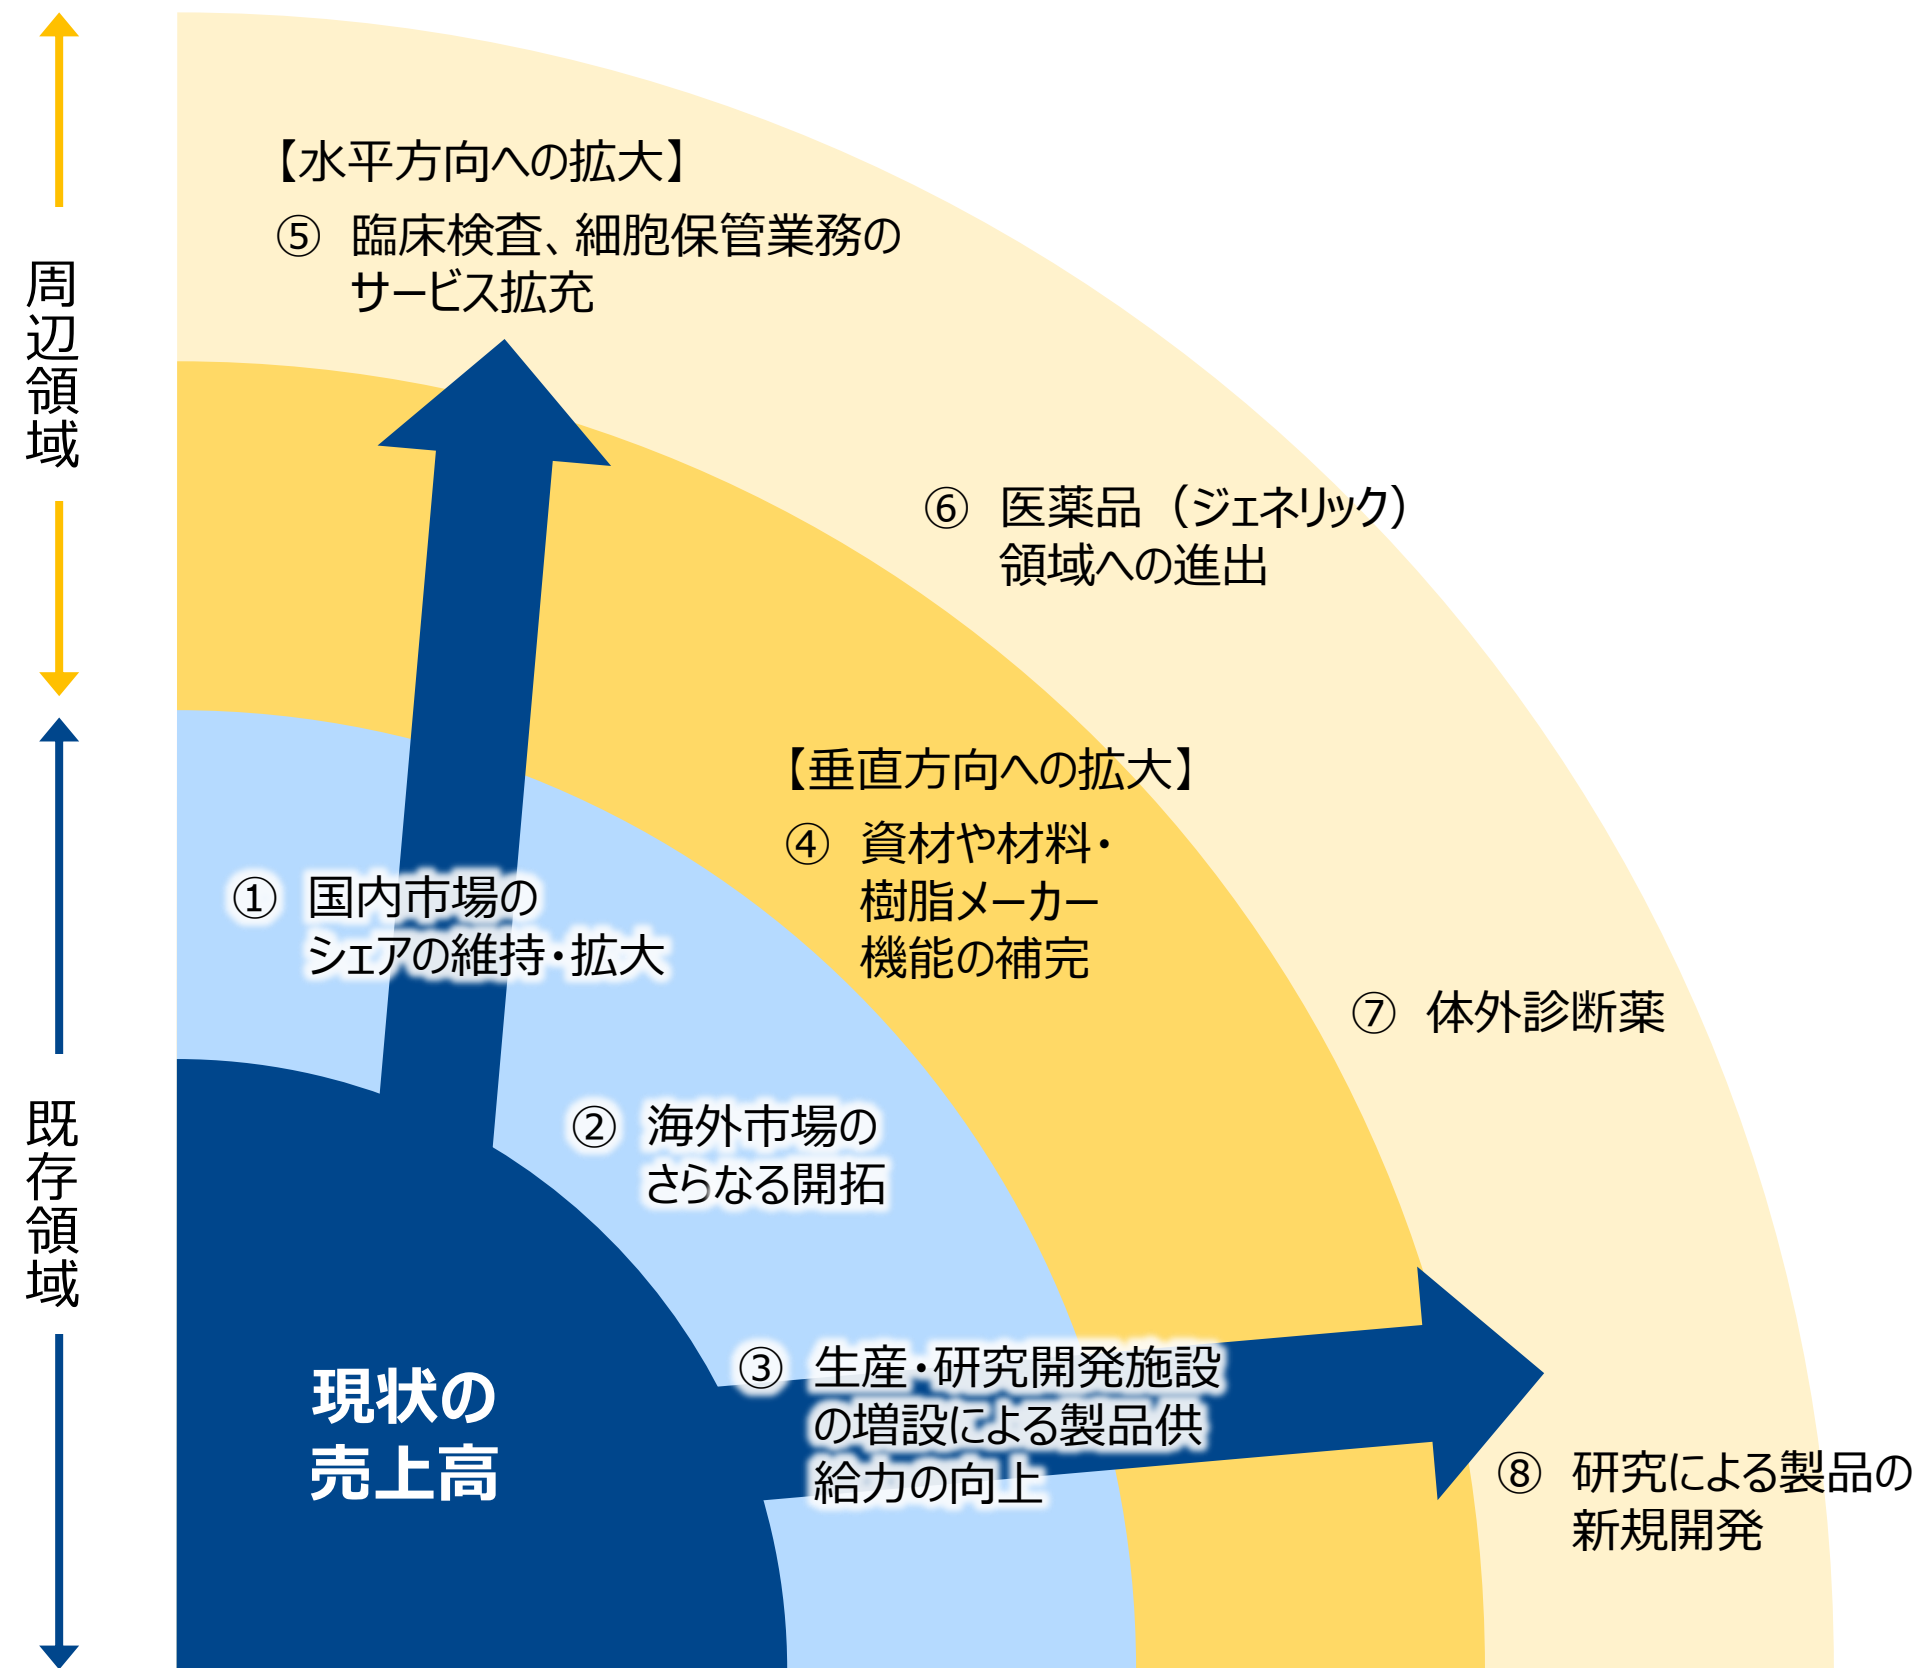 周辺領域
既存領域
【水平方向への拡大】
⑤ 臨床検査、細胞保管業務の
サービス拡充
⑥ 医薬品（ジェネリック）
領域への進出
【垂直方向への拡大】
④ 資材や材料・
樹脂メーカー
機能の補完
① 国内市場の
シェアの維持・拡大
⑦ 体外診断薬
② 海外市場の
さらなる開拓
③ 生産・研究開発施設
の増設による製品供
給力の向上
⑧ 研究による製品の
新規開発
現状の
売上高